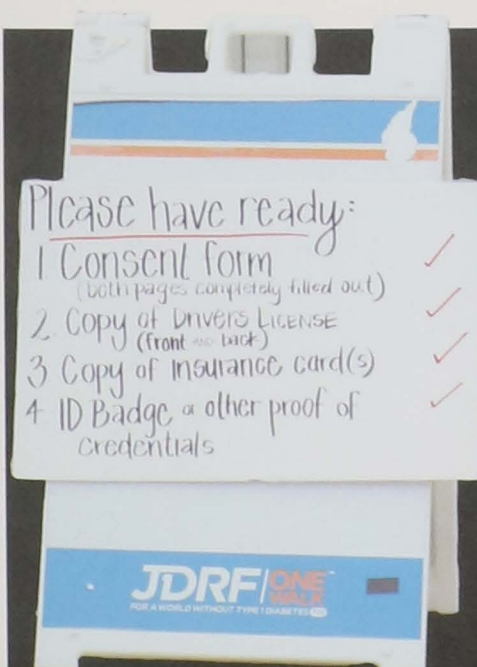 Please have ready:
1 Consent form
(both pages completely filled out)
2. Copy of Drivers LICENSE
(front and back)
3 Copy of Insurance card(s)
4 ID Badge or other proof of
credentials
JDRF ONE
WALK
FOR A WORLD WITHOUT TYPE 1 DIABETES